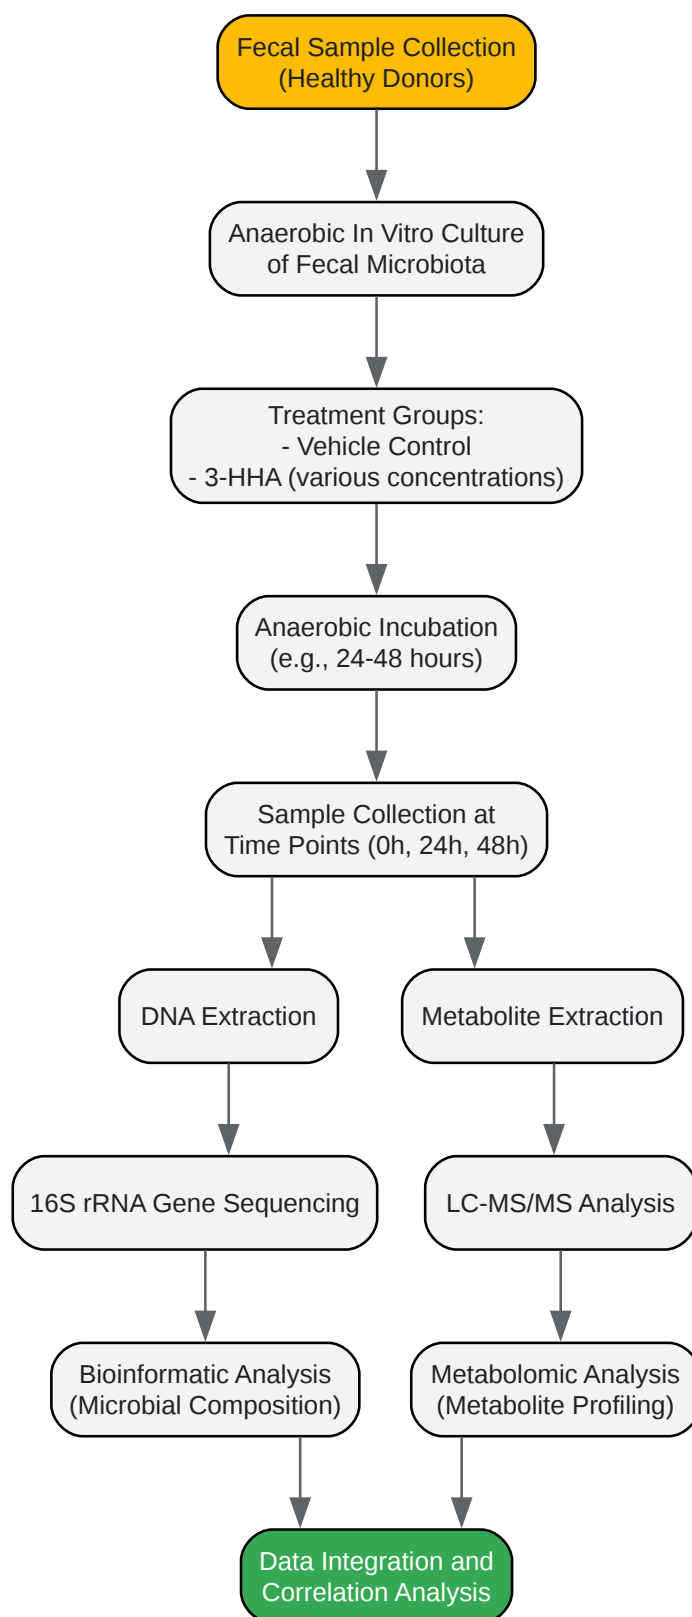 Fecal Sample Collection
(Healthy Donors)
Anaerobic In Vitro Culture
of Fecal Microbiota
Treatment Groups:
- Vehicle Control
- 3-HHA (various concentrations)
Anaerobic Incubation
(e.g., 24-48 hours)
Sample Collection at
Time Points (0h, 24h, 48h)
DNA Extraction
Metabolite Extraction
16S rRNA Gene Sequencing
LC-MS/MS Analysis
Bioinformatic Analysis
(Microbial Composition)
Metabolomic Analysis
(Metabolite Profiling)
Data Integration and
Correlation Analysis